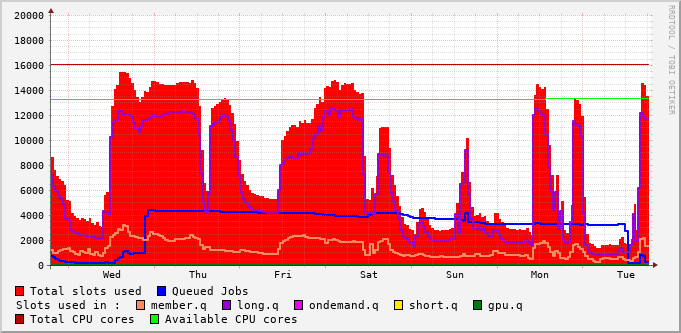 RRDTOOL / TOBI OETIKER
20000
18000
16000
14000
12000
10000
8000
6000
4000
2000
0
Wed Thu Fri Sat Sun Mon Tue
Total slots used Queued Jobs
Slots used in : member.q long.q ondemand.q short.q gpu.q
Total CPU cores Available CPU cores